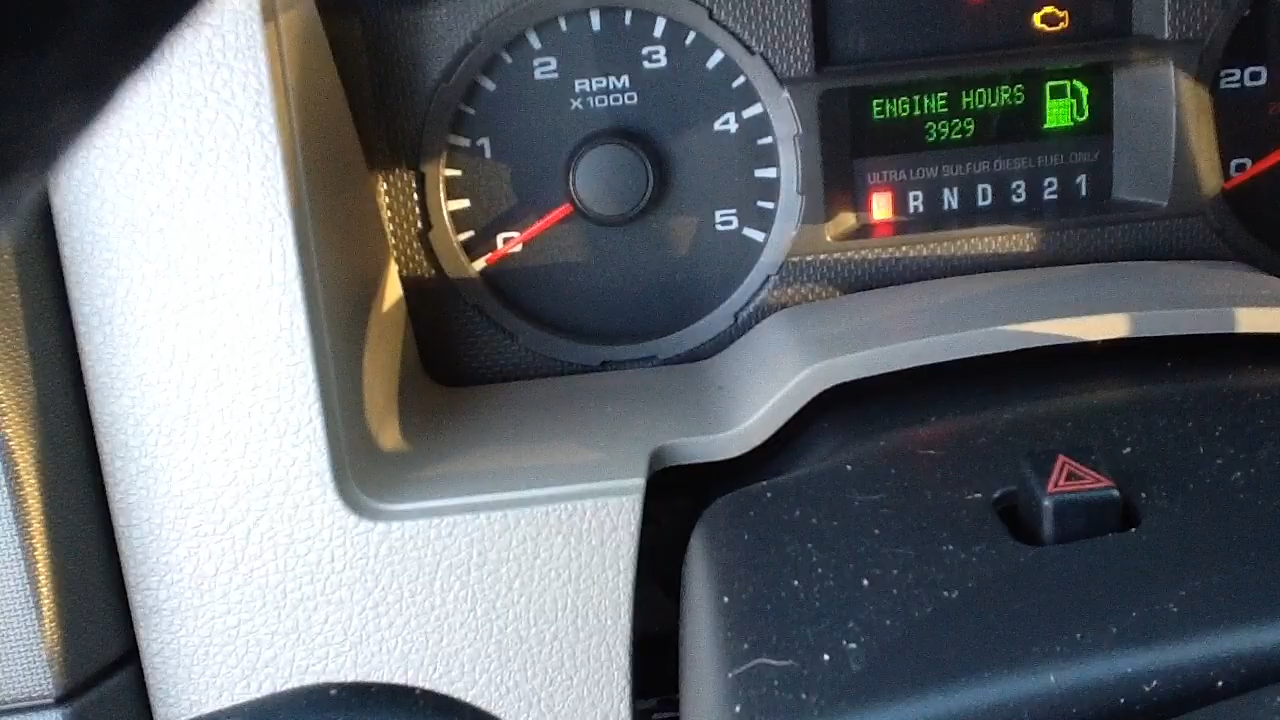 0 1 2 3 4 5
RPM
X1000
ENGINE HOURS
3929
ULTRA LOW SULFUR DIESEL FUEL ONLY
R N D 3 2 1
20
0